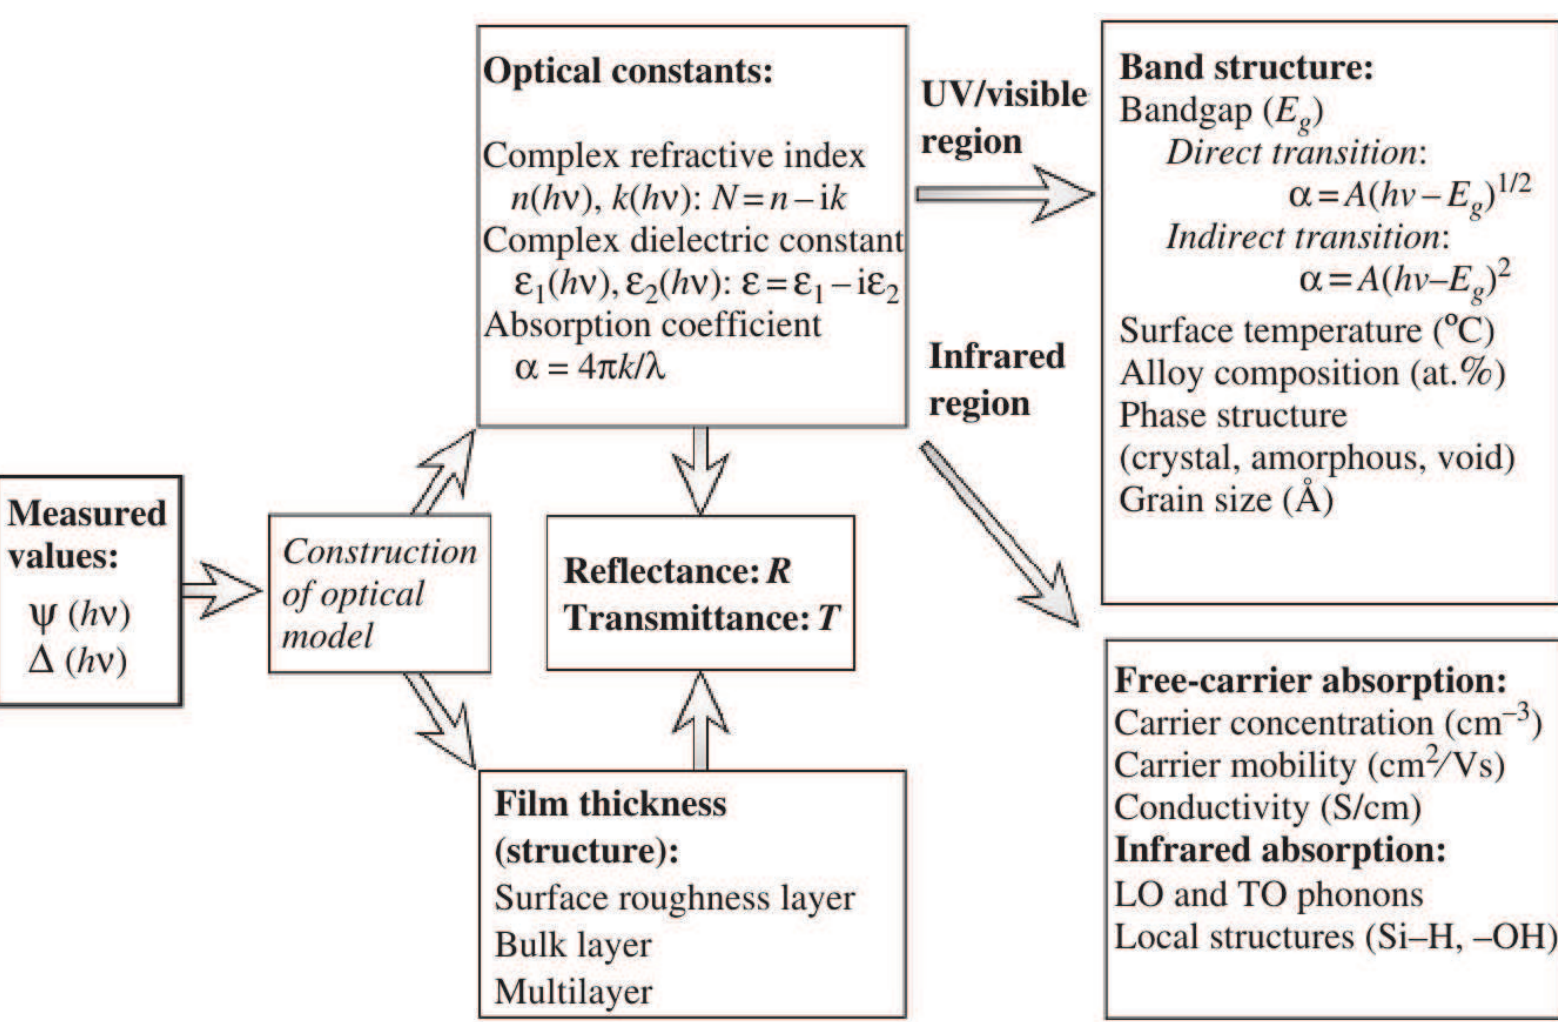 Measured
values:
ψ (hν)
Δ (hν)
Construction
of optical
model
Optical constants:
Complex refractive index
n(hν), k(hν): N = n – ik
Complex dielectric constant
ε₁(hν), ε₂(hν): ε = ε₁ – iε₂
Absorption coefficient
α = 4πk/λ
Reflectance: R
Transmittance: T
Film thickness
(structure):
Surface roughness layer
Bulk layer
Multilayer
UV/visible
region
Infrared
region
Band structure:
Bandgap (E_g)
Direct transition:
α = A(hν – E_g)^1/2
Indirect transition:
α = A(hν–E_g)²
Surface temperature (ºC)
Alloy composition (at.%)
Phase structure
(crystal, amorphous, void)
Grain size (Å)
Free-carrier absorption:
Carrier concentration (cm⁻³)
Carrier mobility (cm²/Vs)
Conductivity (S/cm)
Infrared absorption:
LO and TO phonons
Local structures (Si–H, –OH)